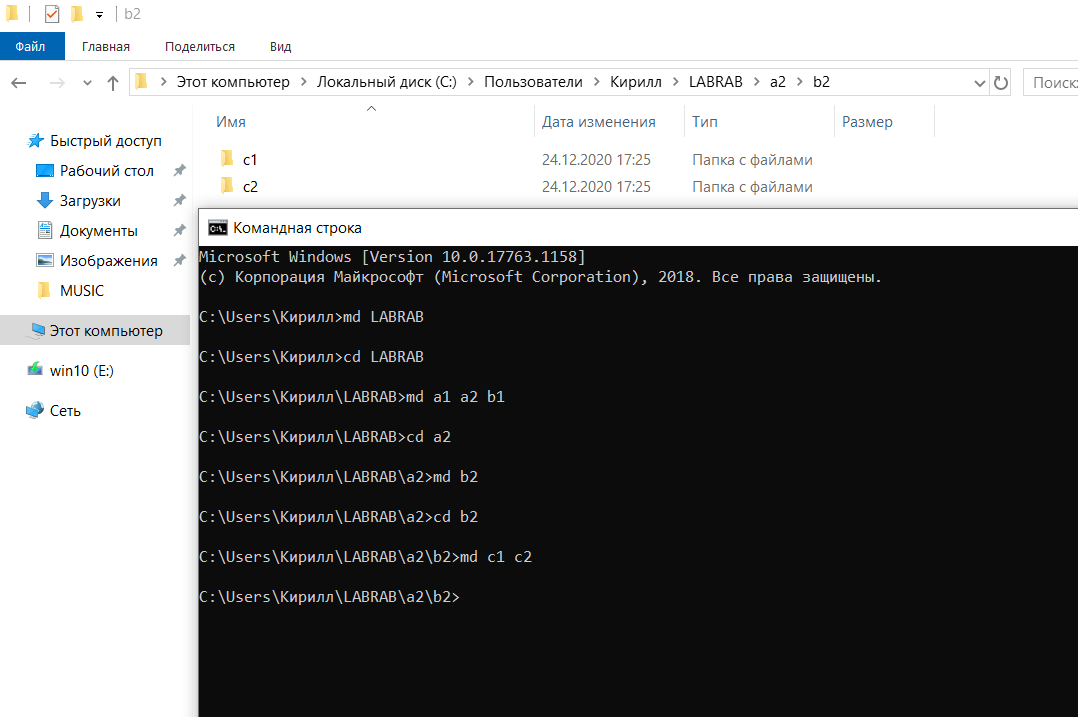 b2
Файл Главная Поделиться Вид
Этот компьютер > Локальный диск (C:) > Пользователи > Кирилл > LABRAB > a2 > b2
Поиск:
Имя Дата изменения Тип Размер
c1 24.12.2020 17:25 Папка с файлами
c2 24.12.2020 17:25 Папка с файлами
Быстрый доступ
Рабочий стол
Загрузки
Документы
Изображения
MUSIC
Этот компьютер
win10 (E:)
Сеть
Командная строка
Microsoft Windows [Version 10.0.17763.1158]
(c) Корпорация Майкрософт (Microsoft Corporation), 2018. Все права защищены.
C:\Users\Кирилл>md LABRAB
C:\Users\Кирилл>cd LABRAB
C:\Users\Кирилл\LABRAB>md a1 a2 b1
C:\Users\Кирилл\LABRAB>cd a2
C:\Users\Кирилл\LABRAB\a2>md b2
C:\Users\Кирилл\LABRAB\a2>cd b2
C:\Users\Кирилл\LABRAB\a2\b2>md c1 c2
C:\Users\Кирилл\LABRAB\a2\b2>